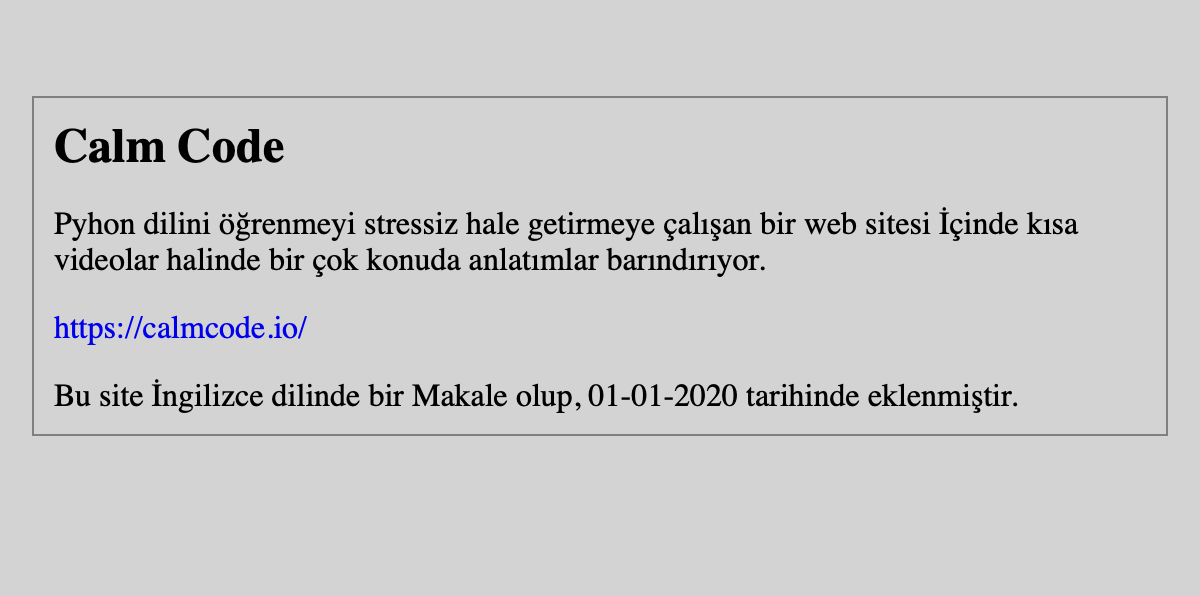 Calm Code
Pyhon dilini öğrenmeyi stressiz hale getirmeye çalışan bir web sitesi İçinde kısa
videolar halinde bir çok konuda anlatımlar barındırıyor.
https://calmcode.io/
Bu site İngilizce dilinde bir Makale olup, 01-01-2020 tarihinde eklenmiştir.